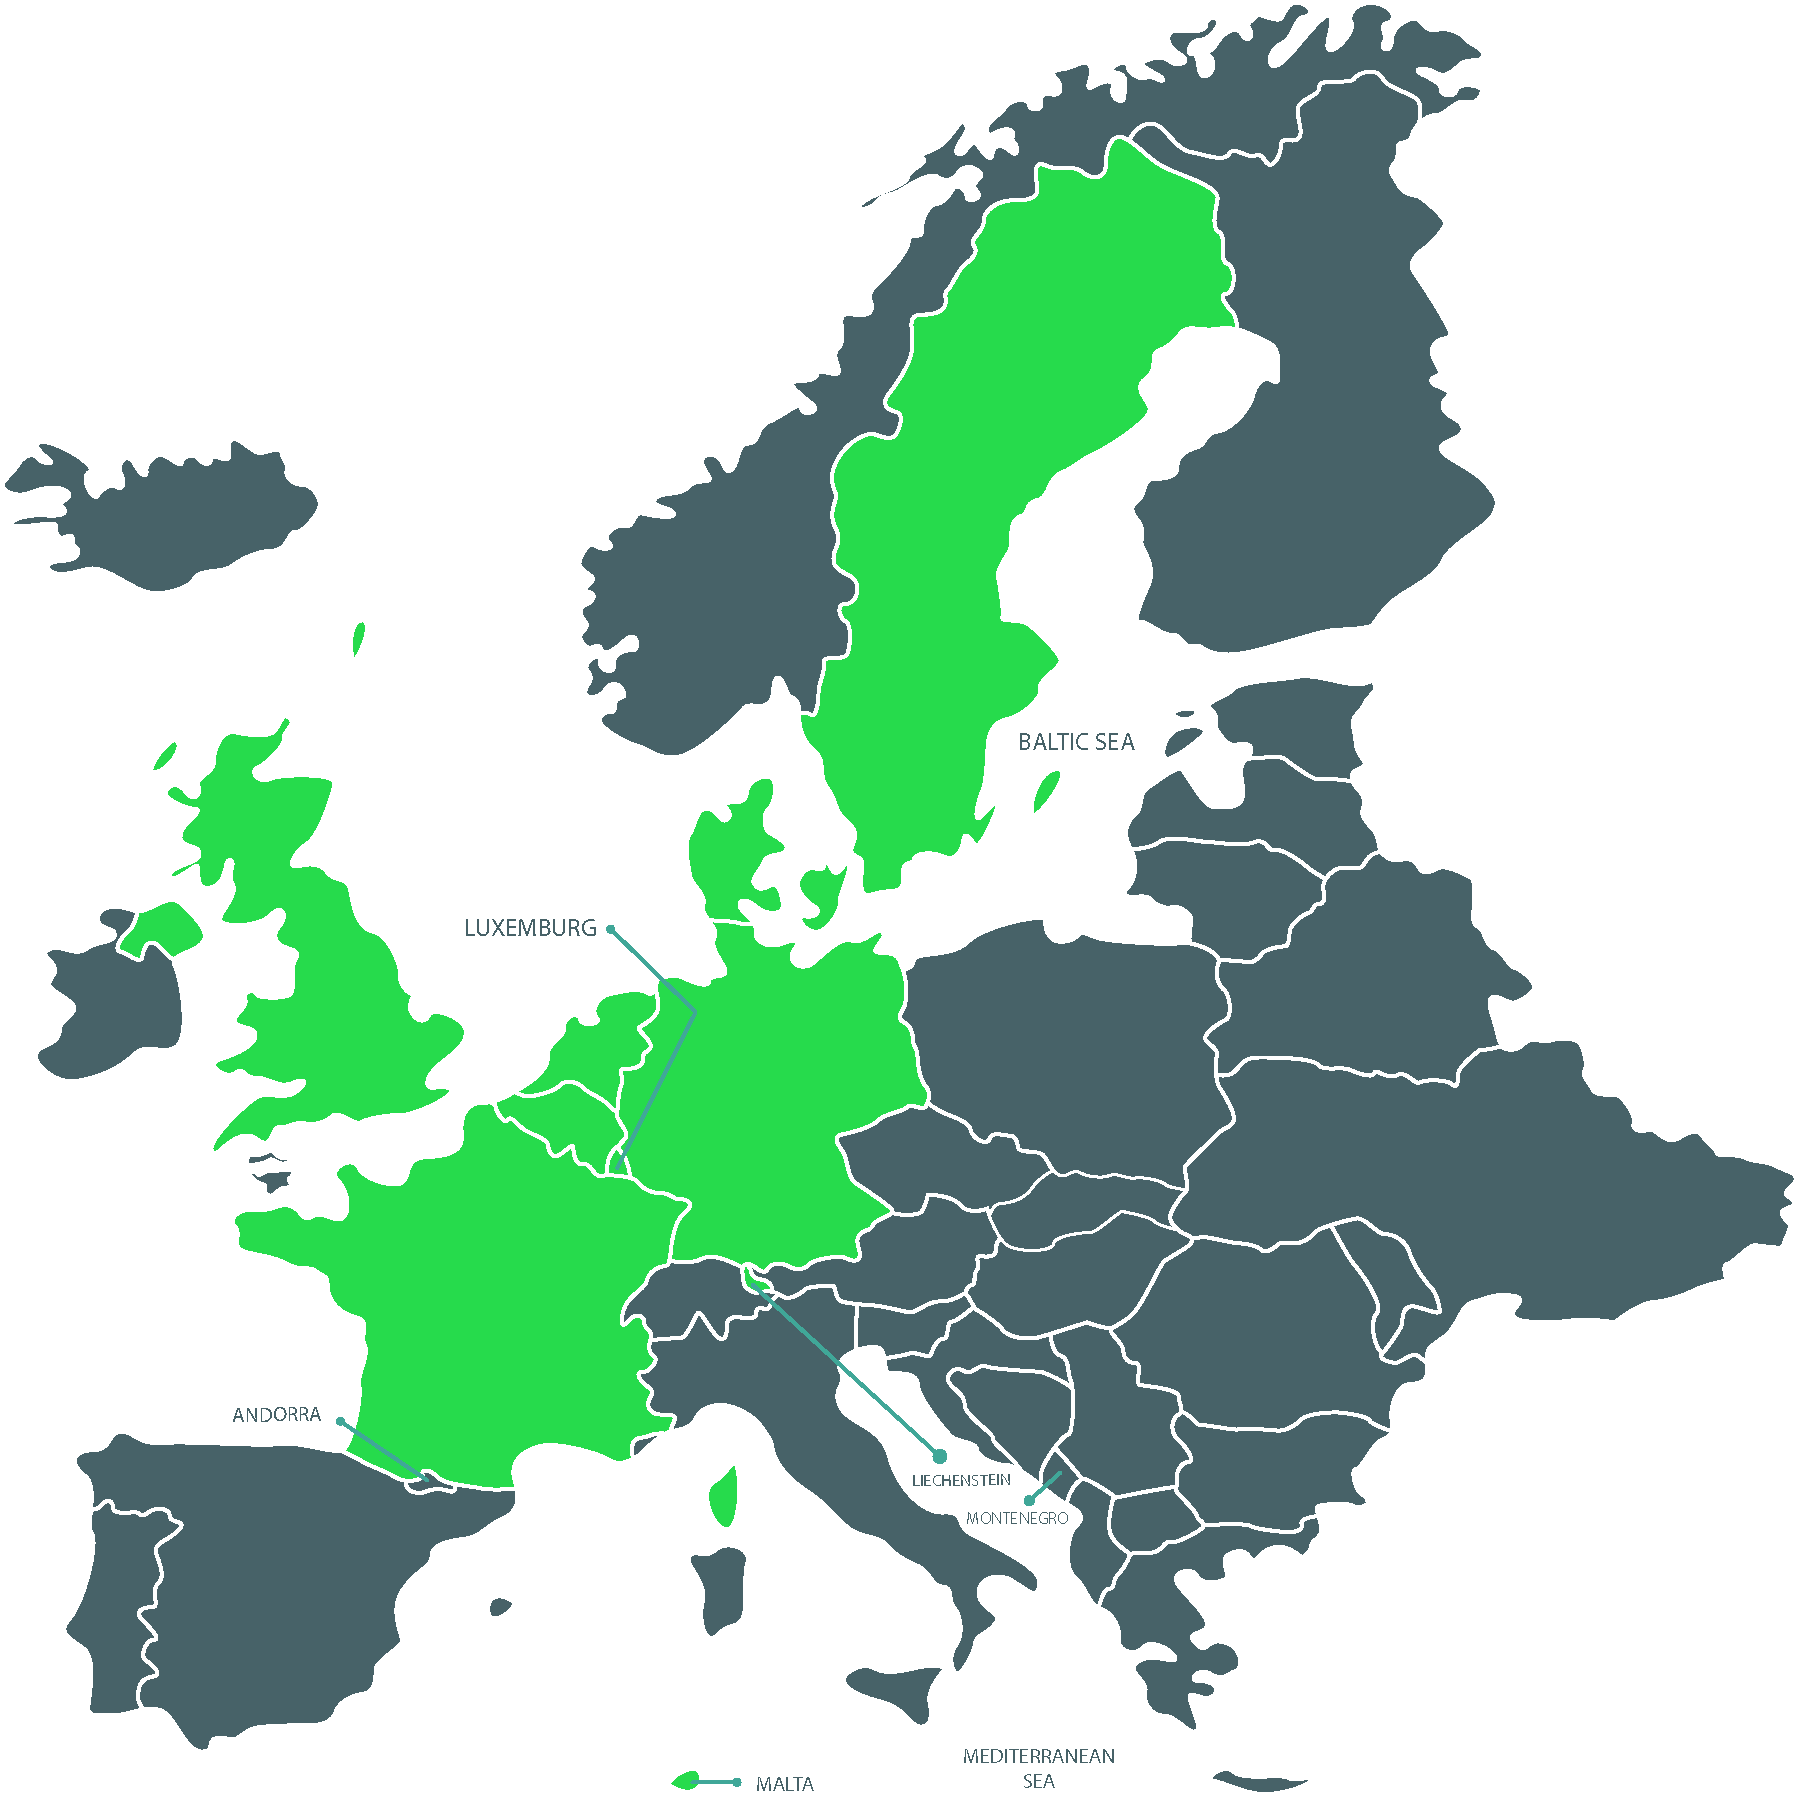 BALTIC SEA
LUXEMBURG
ANDORRA
LIECHENSTEIN
MONTENEGRO
MEDITERRANEAN
SEA
MALTA